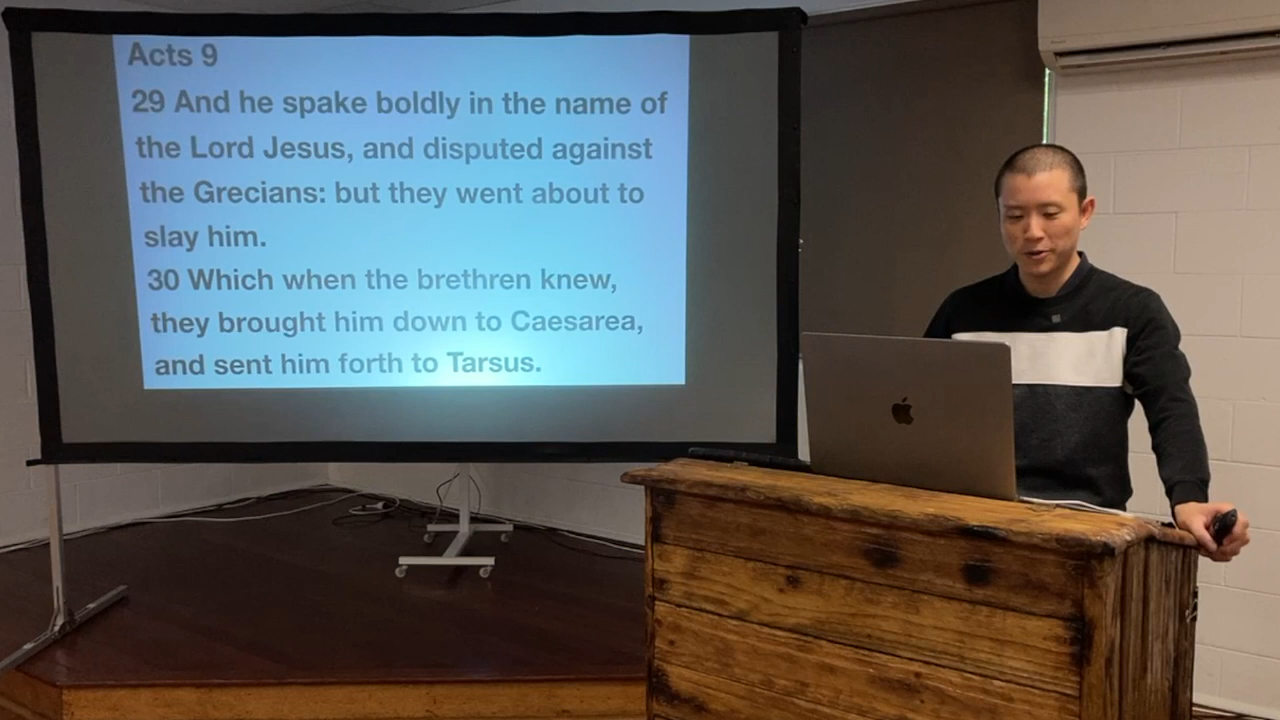 Acts 9
29 And he spake boldly in the name of
the Lord Jesus, and disputed against
the Grecians: but they went about to
slay him.
30 Which when the brethren knew,
they brought him down to Caesarea,
and sent him forth to Tarsus.